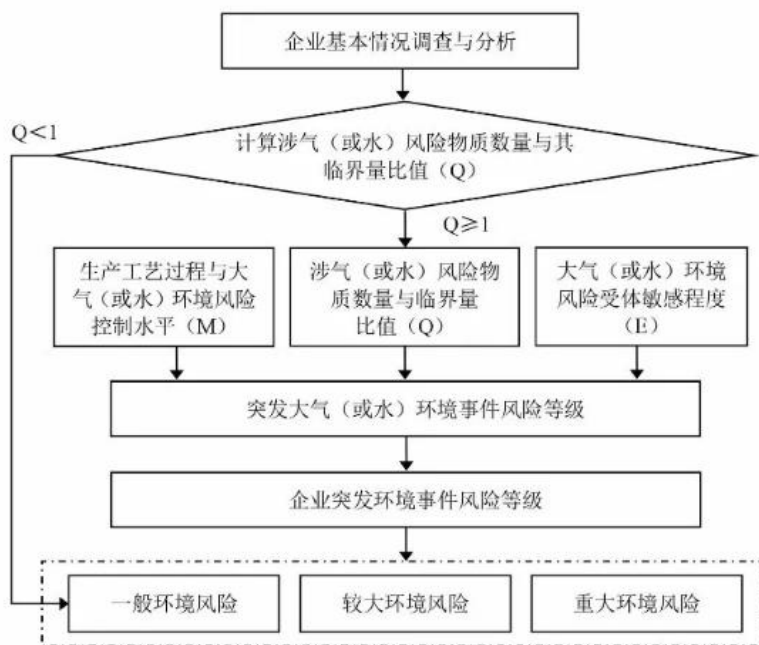 企业基本情况调查与分析
Q＜1
计算涉气（或水）风险物质数量与其
临界量比值（Q）
Q≥1
生产工艺过程与大
气（或水）环境风险
控制水平（M）
涉气（或水）风险物
质数量与临界量
比值（Q）
大气（或水）环境
风险受体敏感程度
（E）
突发大气（或水）环境事件风险等级
企业突发环境事件风险等级
一般环境风险
较大环境风险
重大环境风险